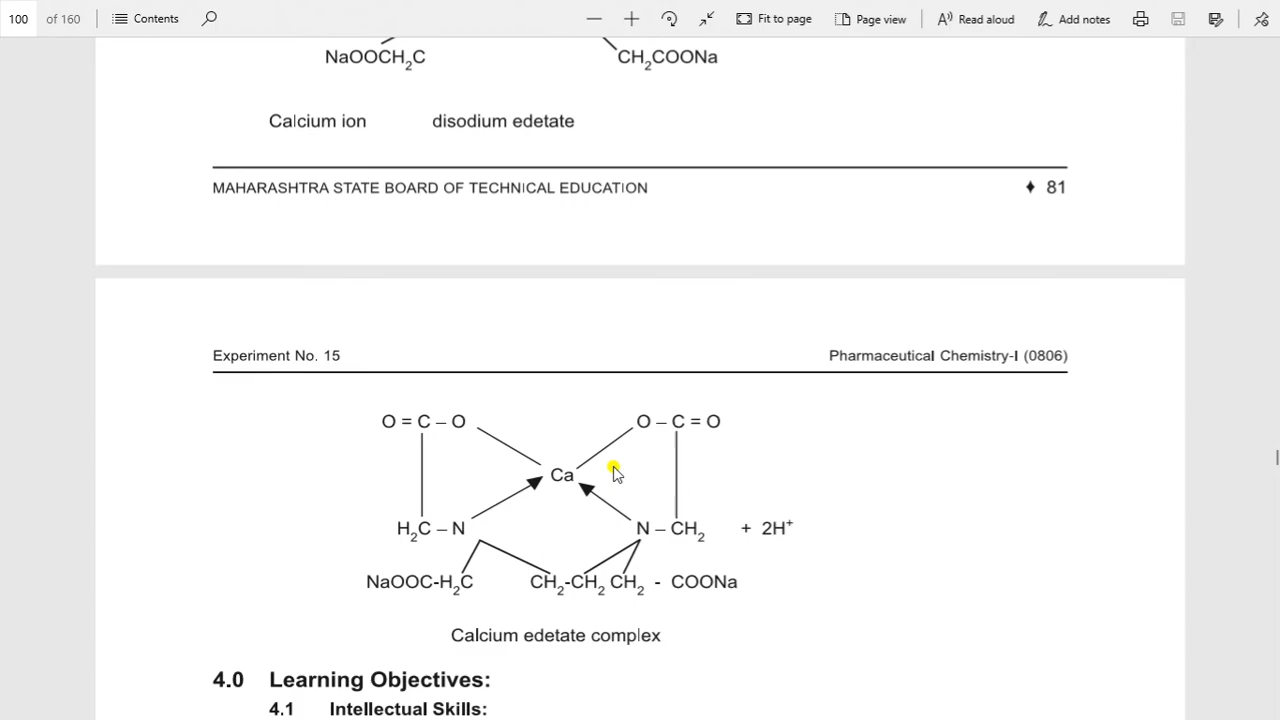 100 of 160 Contents Fit to page Page view Read aloud Add notes
NaOOCH2C CH2COONa
Calcium ion disodium edetate
MAHARASHTRA STATE BOARD OF TECHNICAL EDUCATION ♦ 81
Experiment No. 15 Pharmaceutical Chemistry-I (0806)
O = C – O O – C = O
Ca
H2C – N N – CH2 + 2H+
NaOOC-H2C CH2-CH2 CH2 - COONa
Calcium edetate complex
4.0 Learning Objectives:
4.1 Intellectual Skills: